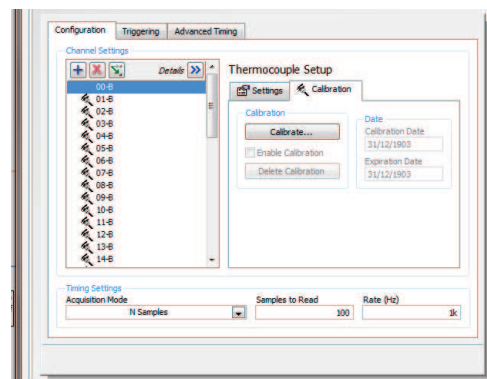 Configuration Triggering Advanced Timing
Channel Settings
Details
00-B
01-B
02-B
03-B
04-B
05-B
06-B
07-B
08-B
09-B
10-B
11-B
12-B
13-B
14-B
Thermocouple Setup
Settings Calibration
Calibration
Calibrate...
Enable Calibration
Delete Calibration
Date
Calibration Date
31/12/1903
Expiration Date
31/12/1903
Timing Settings
Acquisition Mode Samples to Read Rate (Hz)
N Samples 100 1k